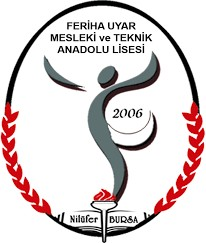 FERİHA UYAR
MESLEKİ ve TEKNİK
ANADOLU LİSESİ
2006
Nilüfer BURSA